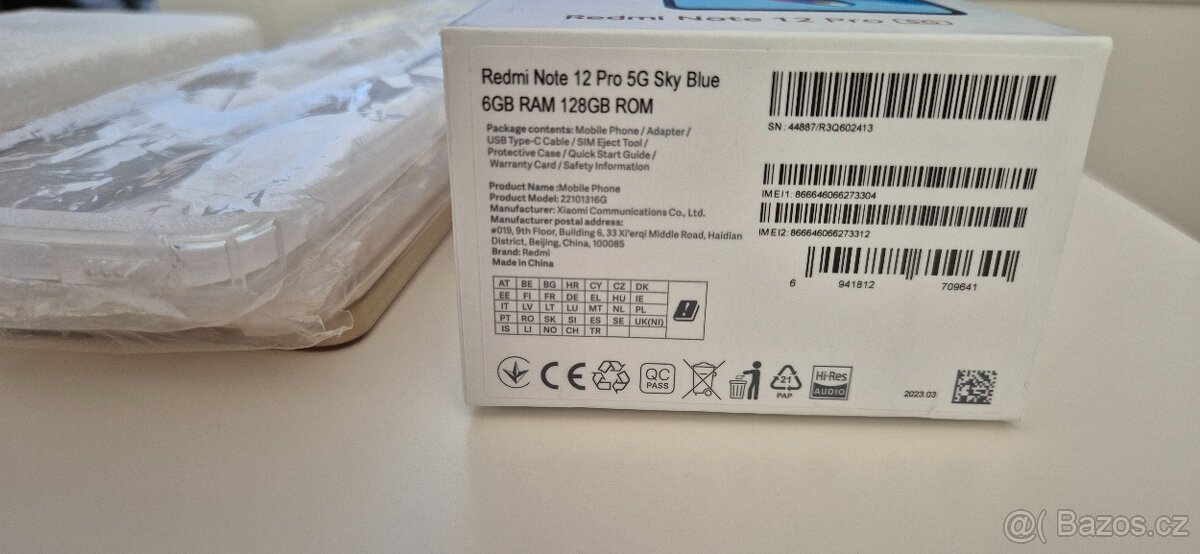 Redmi Note 12 Pro (5G)
Redmi Note 12 Pro 5G Sky Blue
6GB RAM 128GB ROM
Package contents: Mobile Phone / Adapter /
USB Type-C Cable / SIM Eject Tool /
Protective Case / Quick Start Guide /
Warranty Card / Safety Information
Product Name :Mobile Phone
Product Model: 22101316G
Manufacturer: Xiaomi Communications Co., Ltd.
Manufacturer postal address:
#019, 9th Floor, Building 6, 33 Xi'erqi Middle Road, Haidian
District, Beijing, China, 100085
Brand: Redmi
Made in China
AT BE BG HR CY CZ DK
EE FI FR DE EL HU IE
IT LV LT LU MT NL PL
PT RO SK SI ES SE UK(NI)
IS LI NO CH TR
SN : 44887/R3Q602413
IMEI1: 866646066273304
IMEI2: 866646066273312
6 941812 709641
CE
QC
PASS
21
PAP
Hi-Res
AUDIO
2023.03
@( Bazoš.cz